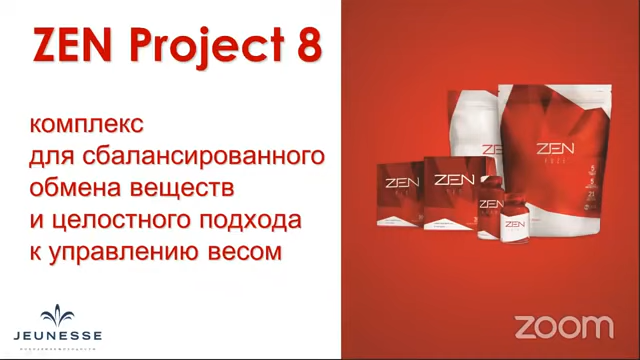 ZEN Project 8
комплекс
для сбалансированного
обмена веществ
и целостного подхода
к управлению весом
ZEN
FUZE
ZEN
ZEN
ZEN
ZEN
JEUNESSE
zoom